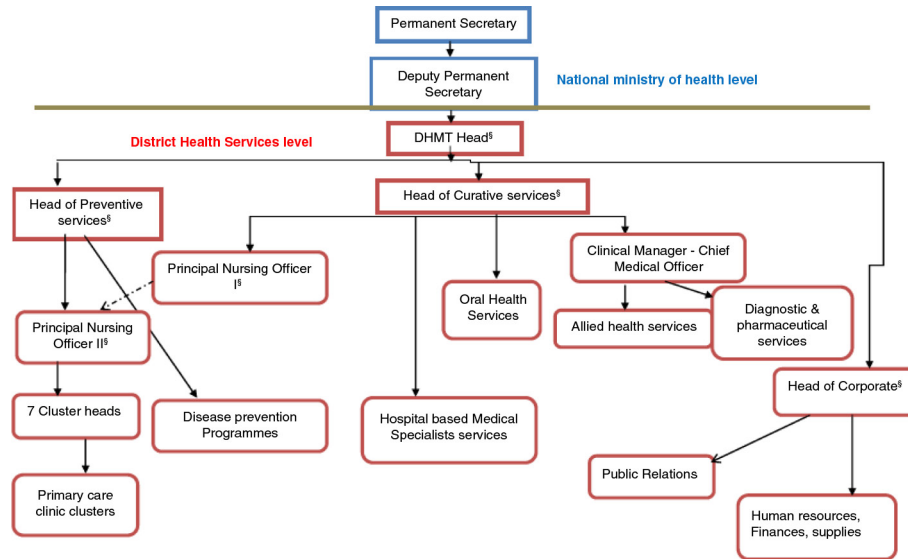 Permanent Secretary
Deputy Permanent
Secretary
National ministry of health level
DHMT Head§
District Health Services level
Head of Preventive
services§
Head of Curative services§
Principal Nursing Officer
I§
Clinical Manager - Chief
Medical Officer
Oral Health
Services
Allied health services
Diagnostic &
pharmaceutical
services
Principal Nursing
Officer II§
Head of Corporate§
7 Cluster heads
Disease prevention
Programmes
Hospital based Medical
Specialists services
Public Relations
Primary care
clinic clusters
Human resources,
Finances, supplies